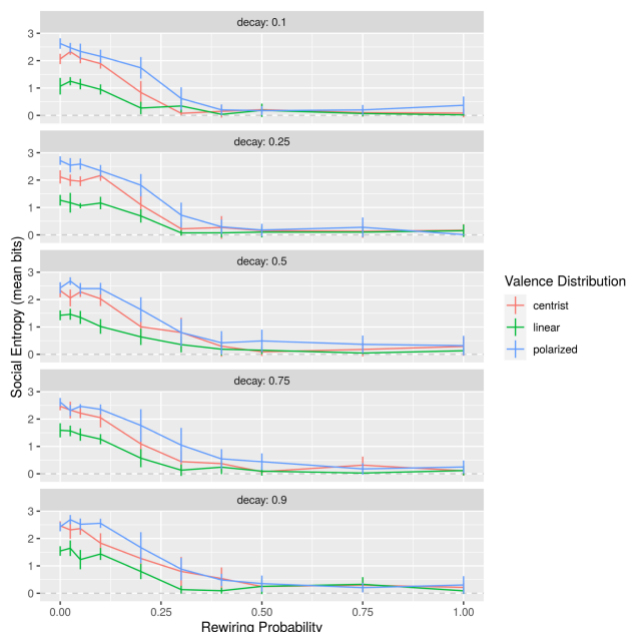 decay: 0.1
3
2
1
0
decay: 0.25
3
2
1
0
decay: 0.5
3
2
1
0
decay: 0.75
3
2
1
0
decay: 0.9
3
2
1
0
0.00 0.25 0.50 0.75 1.00
Rewiring Probability
Social Entropy (mean bits)
Valence Distribution
centrist
linear
polarized